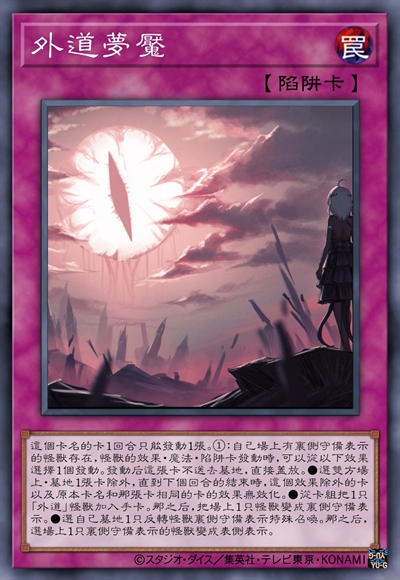 外道夢魘
罠
【陷阱卡】
這個卡名的卡1回合只能發動1張。①:自己場上有裏側守備表示
的怪獸存在，怪獸的效果・魔法・陷阱卡發動時，可以從以下效果
選擇1個發動。發動後這張卡不送去墓地，直接蓋放。●選雙方場
上・墓地1張卡除外，直到下個回合的結束時，這個效果除外的卡
以及原本卡名和那張卡相同的卡的效果無效化。●從卡組把1只
「外道」怪獸加入手卡。那之後，把場上1只怪獸變成裏側守備表
示。●選自己墓地1只反轉怪獸裏側守備表示特殊召喚。那之後，
選場上1只裏側守備表示的怪獸變成表側表示。
©スタジオ・ダイス／集英社・テレビ東京・KONAMI